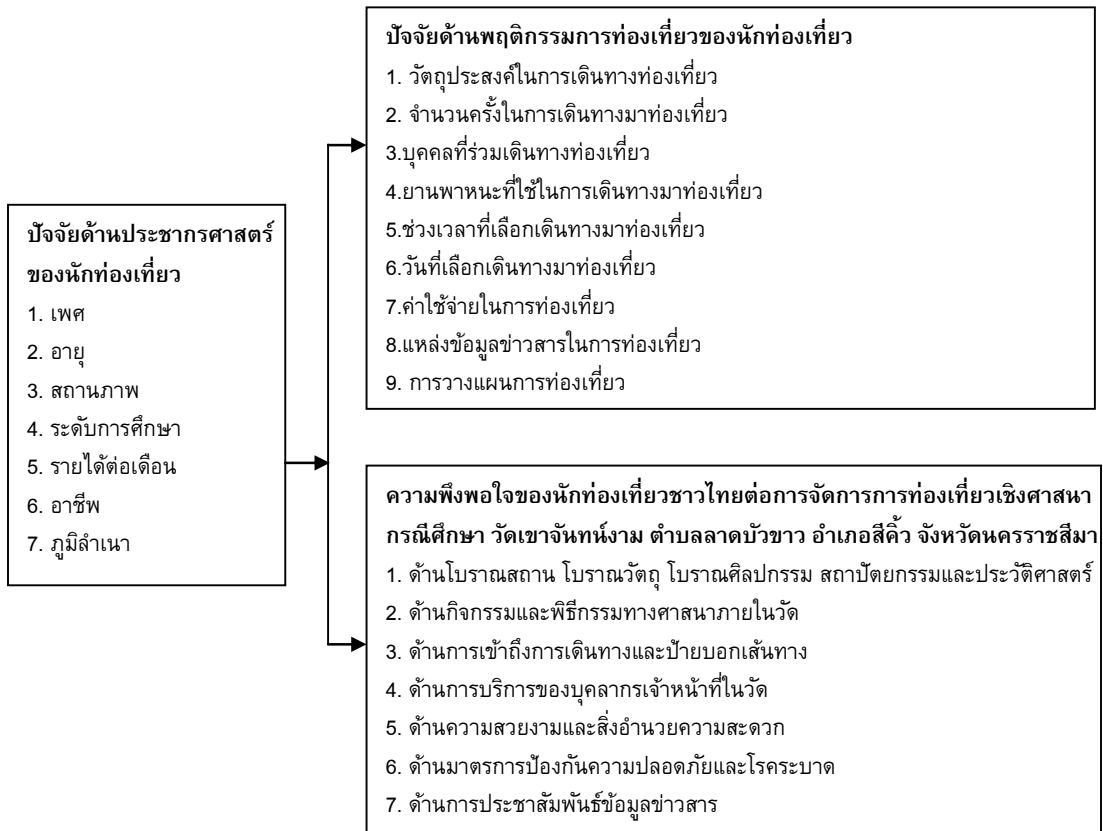 ปัจจัยด้านประชากรศาสตร์
ของนักท่องเที่ยว
1. เพศ
2. อายุ
3. สถานภาพ
4. ระดับการศึกษา
5. รายได้ต่อเดือน
6. อาชีพ
7. ภูมิลำเนา
ปัจจัยด้านพฤติกรรมการท่องเที่ยวของนักท่องเที่ยว
1. วัตถุประสงค์ในการเดินทางท่องเที่ยว
2. จำนวนครั้งในการเดินทางมาท่องเที่ยว
3.บุคคลที่ร่วมเดินทางท่องเที่ยว
4.ยานพาหนะที่ใช้ในการเดินทางมาท่องเที่ยว
5.ช่วงเวลาที่เลือกเดินทางมาท่องเที่ยว
6.วันที่เลือกเดินทางมาท่องเที่ยว
7.ค่าใช้จ่ายในการท่องเที่ยว
8.แหล่งข้อมูลข่าวสารในการท่องเที่ยว
9. การวางแผนการท่องเที่ยว
ความพึงพอใจของนักท่องเที่ยวชาวไทยต่อการจัดการการท่องเที่ยวเชิงศาสนา
กรณีศึกษา วัดเขาจันทน์งาม ตำบลลาดบัวขาว อำเภอสีคิ้ว จังหวัดนครราชสีมา
1. ด้านโบราณสถาน โบราณวัตถุ โบราณศิลปกรรม สถาปัตยกรรมและประวัติศาสตร์
2. ด้านกิจกรรมและพิธีกรรมทางศาสนาภายในวัด
3. ด้านการเข้าถึงการเดินทางและป้ายบอกเส้นทาง
4. ด้านการบริการของบุคลากรเจ้าหน้าที่ในวัด
5. ด้านความสวยงามและสิ่งอำนวยความสะดวก
6. ด้านมาตรการป้องกันความปลอดภัยและโรคระบาด
7. ด้านการประชาสัมพันธ์ข้อมูลข่าวสาร